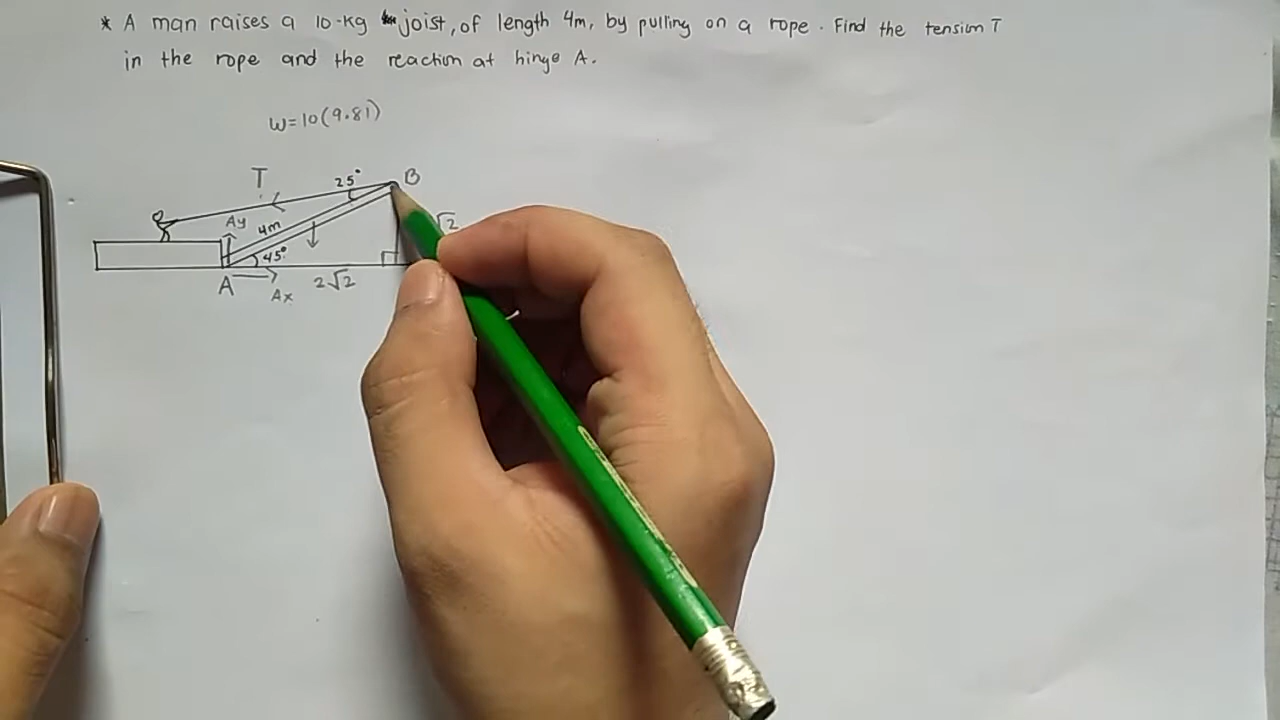 * A man raises a 10-kg joist, of length 4m, by pulling on a rope. Find the tension T
in the rope and the reaction at hinge A.
W=10(9.81)
T
25°
B
Ay
4m
√2
45°
A
Ax
2√2